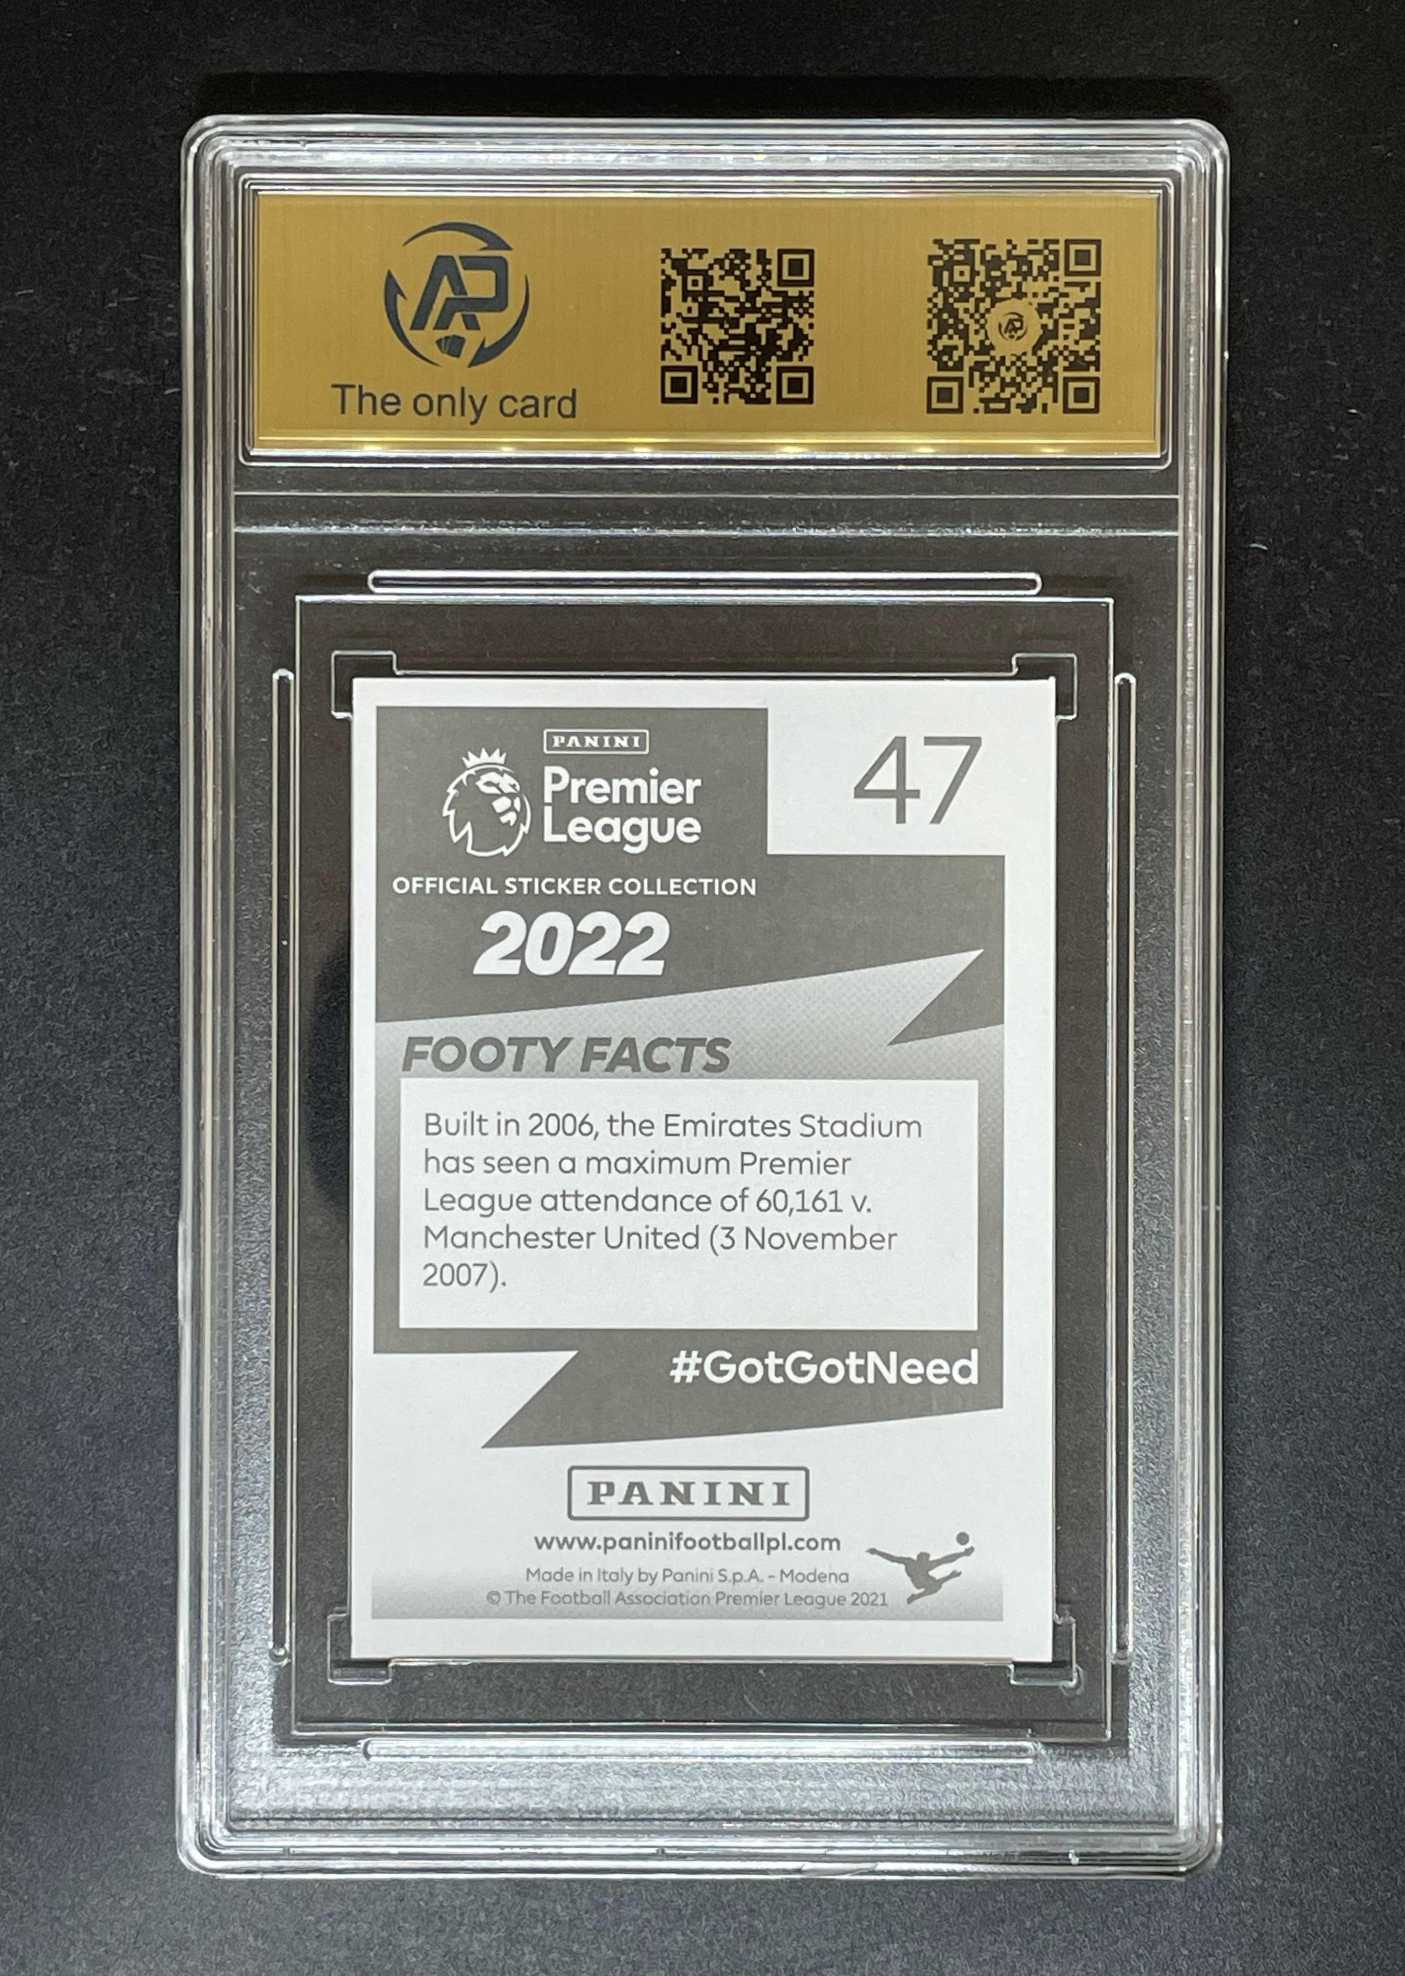 AP
The only card
AP
PANINI
Premier
League
47
OFFICIAL STICKER COLLECTION
2022
FOOTY FACTS
Built in 2006, the Emirates Stadium
has seen a maximum Premier
League attendance of 60,161 v.
Manchester United (3 November
2007).
#GotGotNeed
PANINI
www.paninifootballpl.com
Made in Italy by Panini S.p.A. - Modena
© The Football Association Premier League 2021